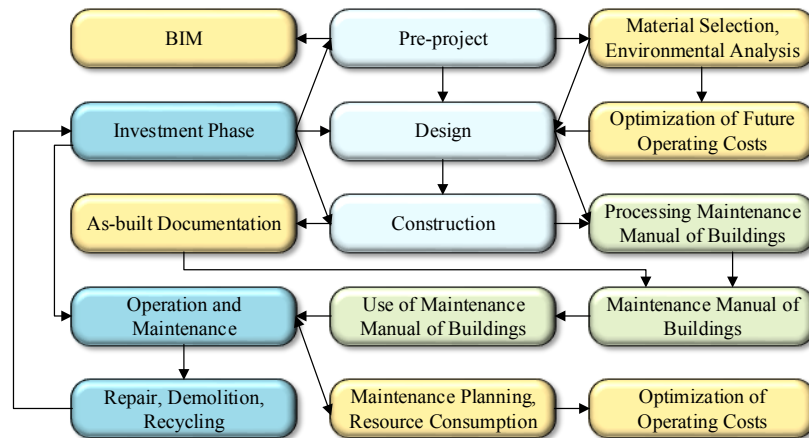 BIM
Pre-project
Material Selection,
Environmental Analysis
Investment Phase
Design
Optimization of Future
Operating Costs
As-built Documentation
Construction
Processing Maintenance
Manual of Buildings
Operation and
Maintenance
Use of Maintenance
Manual of Buildings
Maintenance Manual of
Buildings
Repair, Demolition,
Recycling
Maintenance Planning,
Resource Consumption
Optimization of
Operating Costs